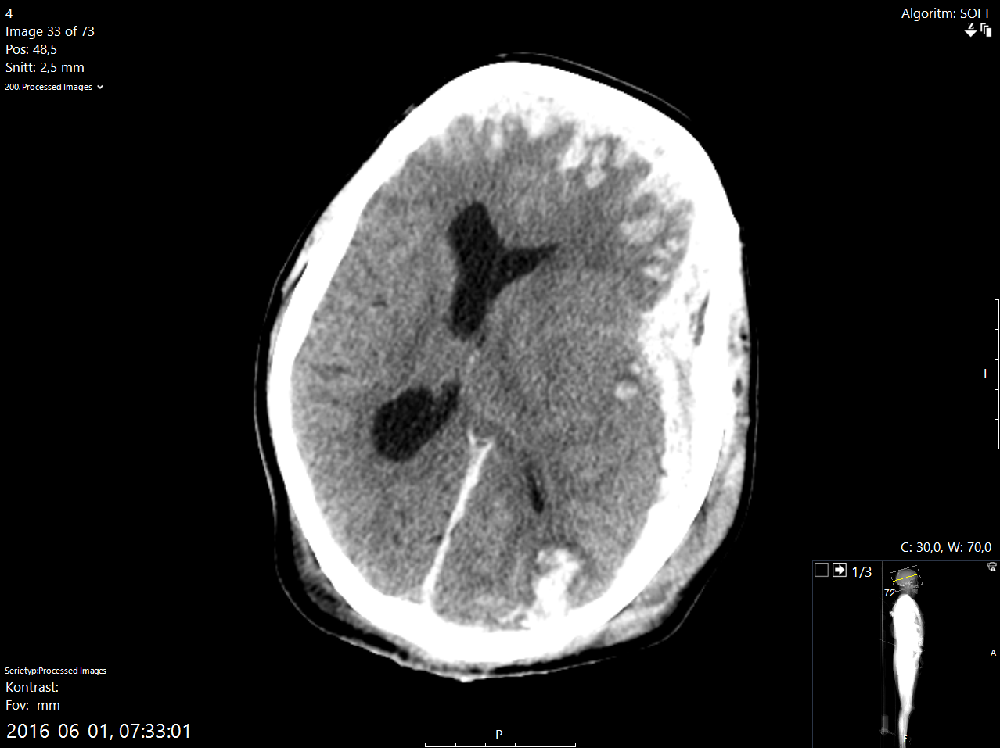 4
Image 33 of 73
Pos: 48,5
Snitt: 2,5 mm
200. Processed Images
Algoritm: SOFT
Z
L
C: 30,0, W: 70,0
1/3
72
A
F
Serietyp:Processed Images
Kontrast:
Fov: mm
2016-06-01, 07:33:01
P